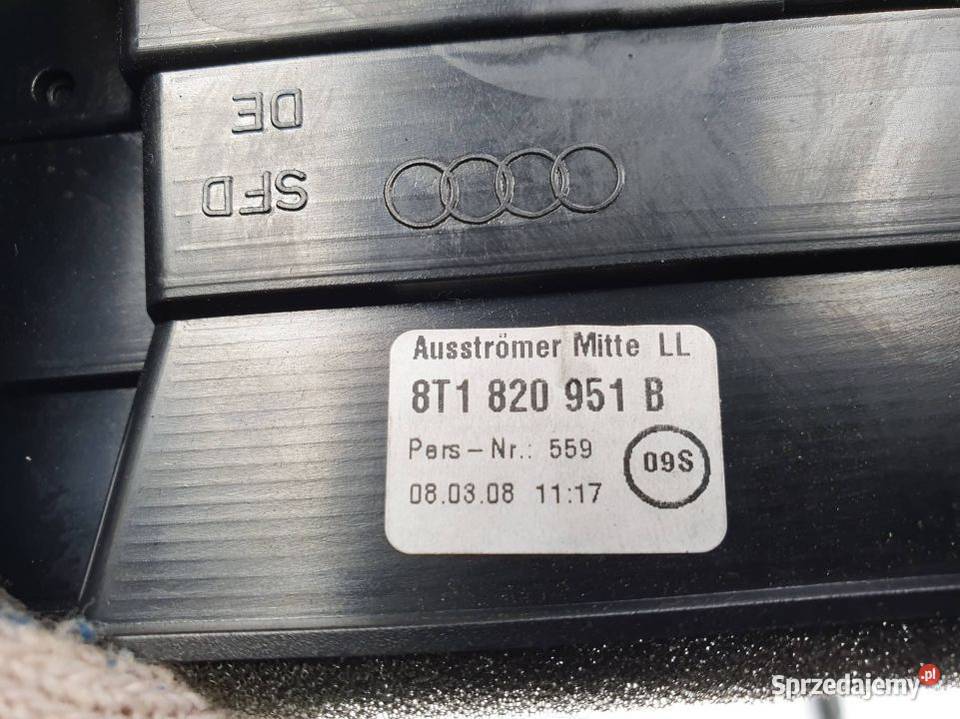 DE
SFD
Ausströmer Mitte LL
8T1 820 951 B
Pers-Nr.: 559
09S
08.03.08 11:17
Sprzedajemy.pl